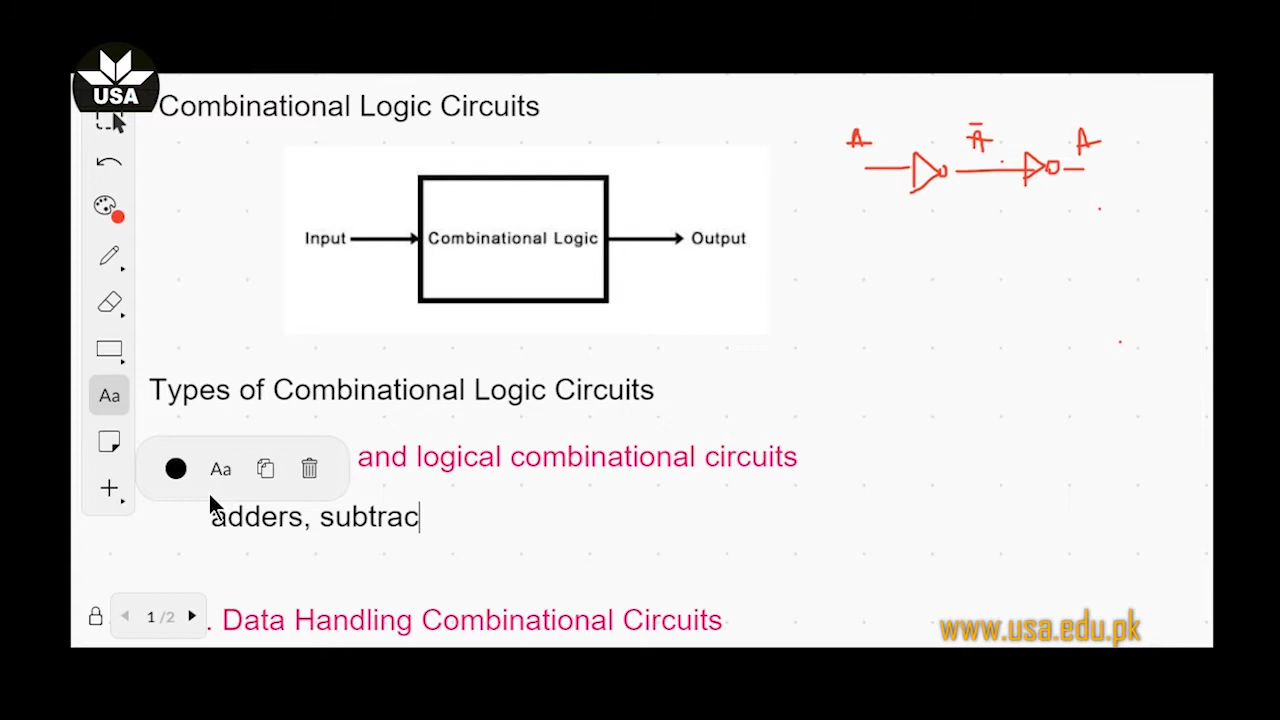 USA
Combinational Logic Circuits
A Ā A
Input Combinational Logic Output
Types of Combinational Logic Circuits
Aa
Aa
and logical combinational circuits
adders, subtrac
1 /2
. Data Handling Combinational Circuits
www.usa.edu.pk